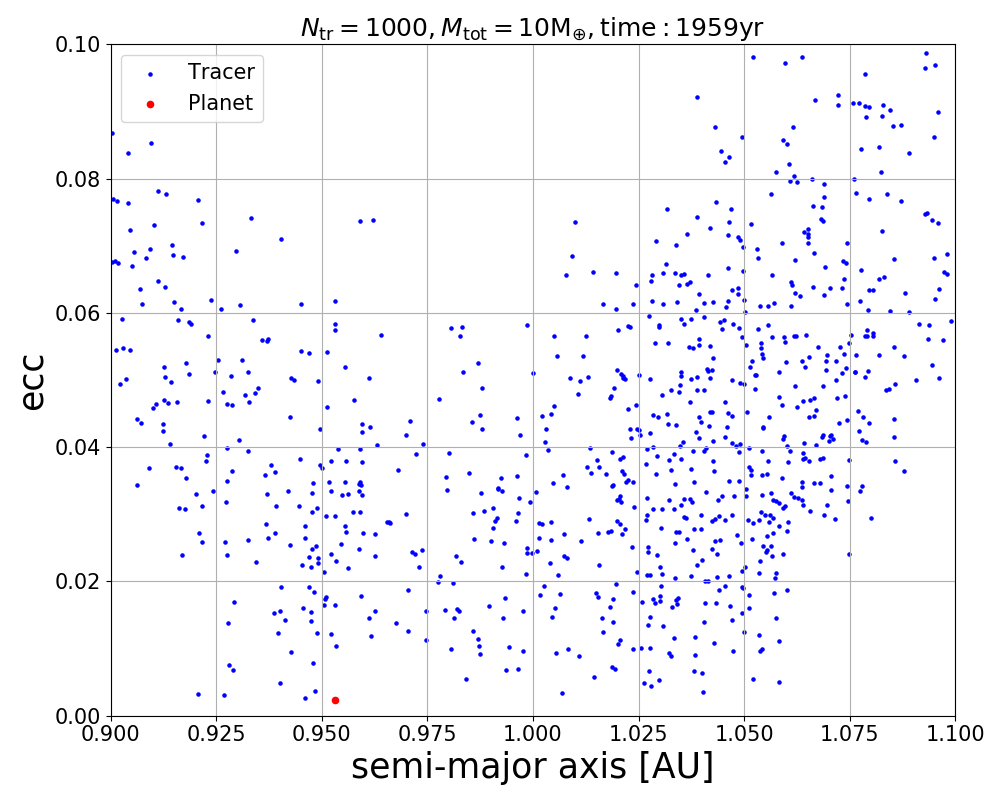 N_tr = 1000, M_tot = 10M_⊕, time : 1959yr
Tracer
Planet
0.10
0.08
0.06
0.04
0.02
0.00
ecc
0.900 0.925 0.950 0.975 1.000 1.025 1.050 1.075 1.100
semi-major axis [AU]